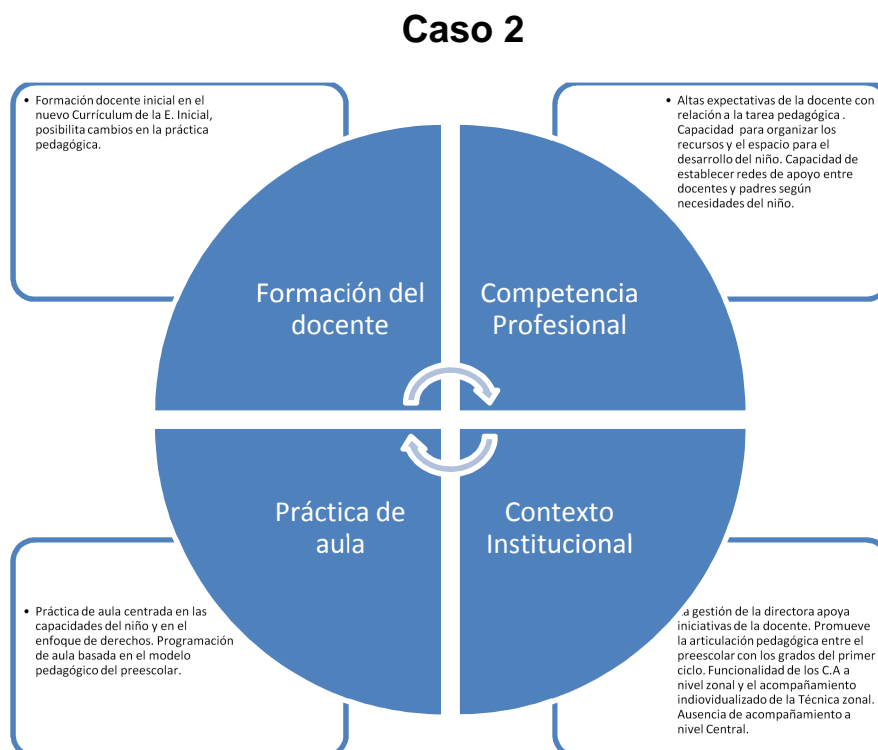 Caso 2
• Formación docente inicial en el
nuevo Currículum de la E. Inicial,
posibilita cambios en la práctica
pedagógica.
• Altas expectativas de la docente con
relación a la tarea pedagógica .
Capacidad para organizar los
recursos y el espacio para el
desarrollo del niño. Capacidad de
establecer redes de apoyo entre
docentes y padres según
necesidades del niño.
Formación del
docente
Competencia
Profesional
Práctica de
aula
Contexto
Institucional
• Práctica de aula centrada en las
capacidades del niño y en el
enfoque de derechos. Programación
de aula basada en el modelo
pedagógico del preescolar.
gestión de la directora apoya
iniciativas de la docente. Promueve
la articulación pedagógica entre el
preescolar con los grados del primer
ciclo. Funcionalidad de los C.A a
nivel zonal y el acompañamiento
indiovidualizado de la Técnica zonal.
Ausencia de acompañamiento a
nivel Central.